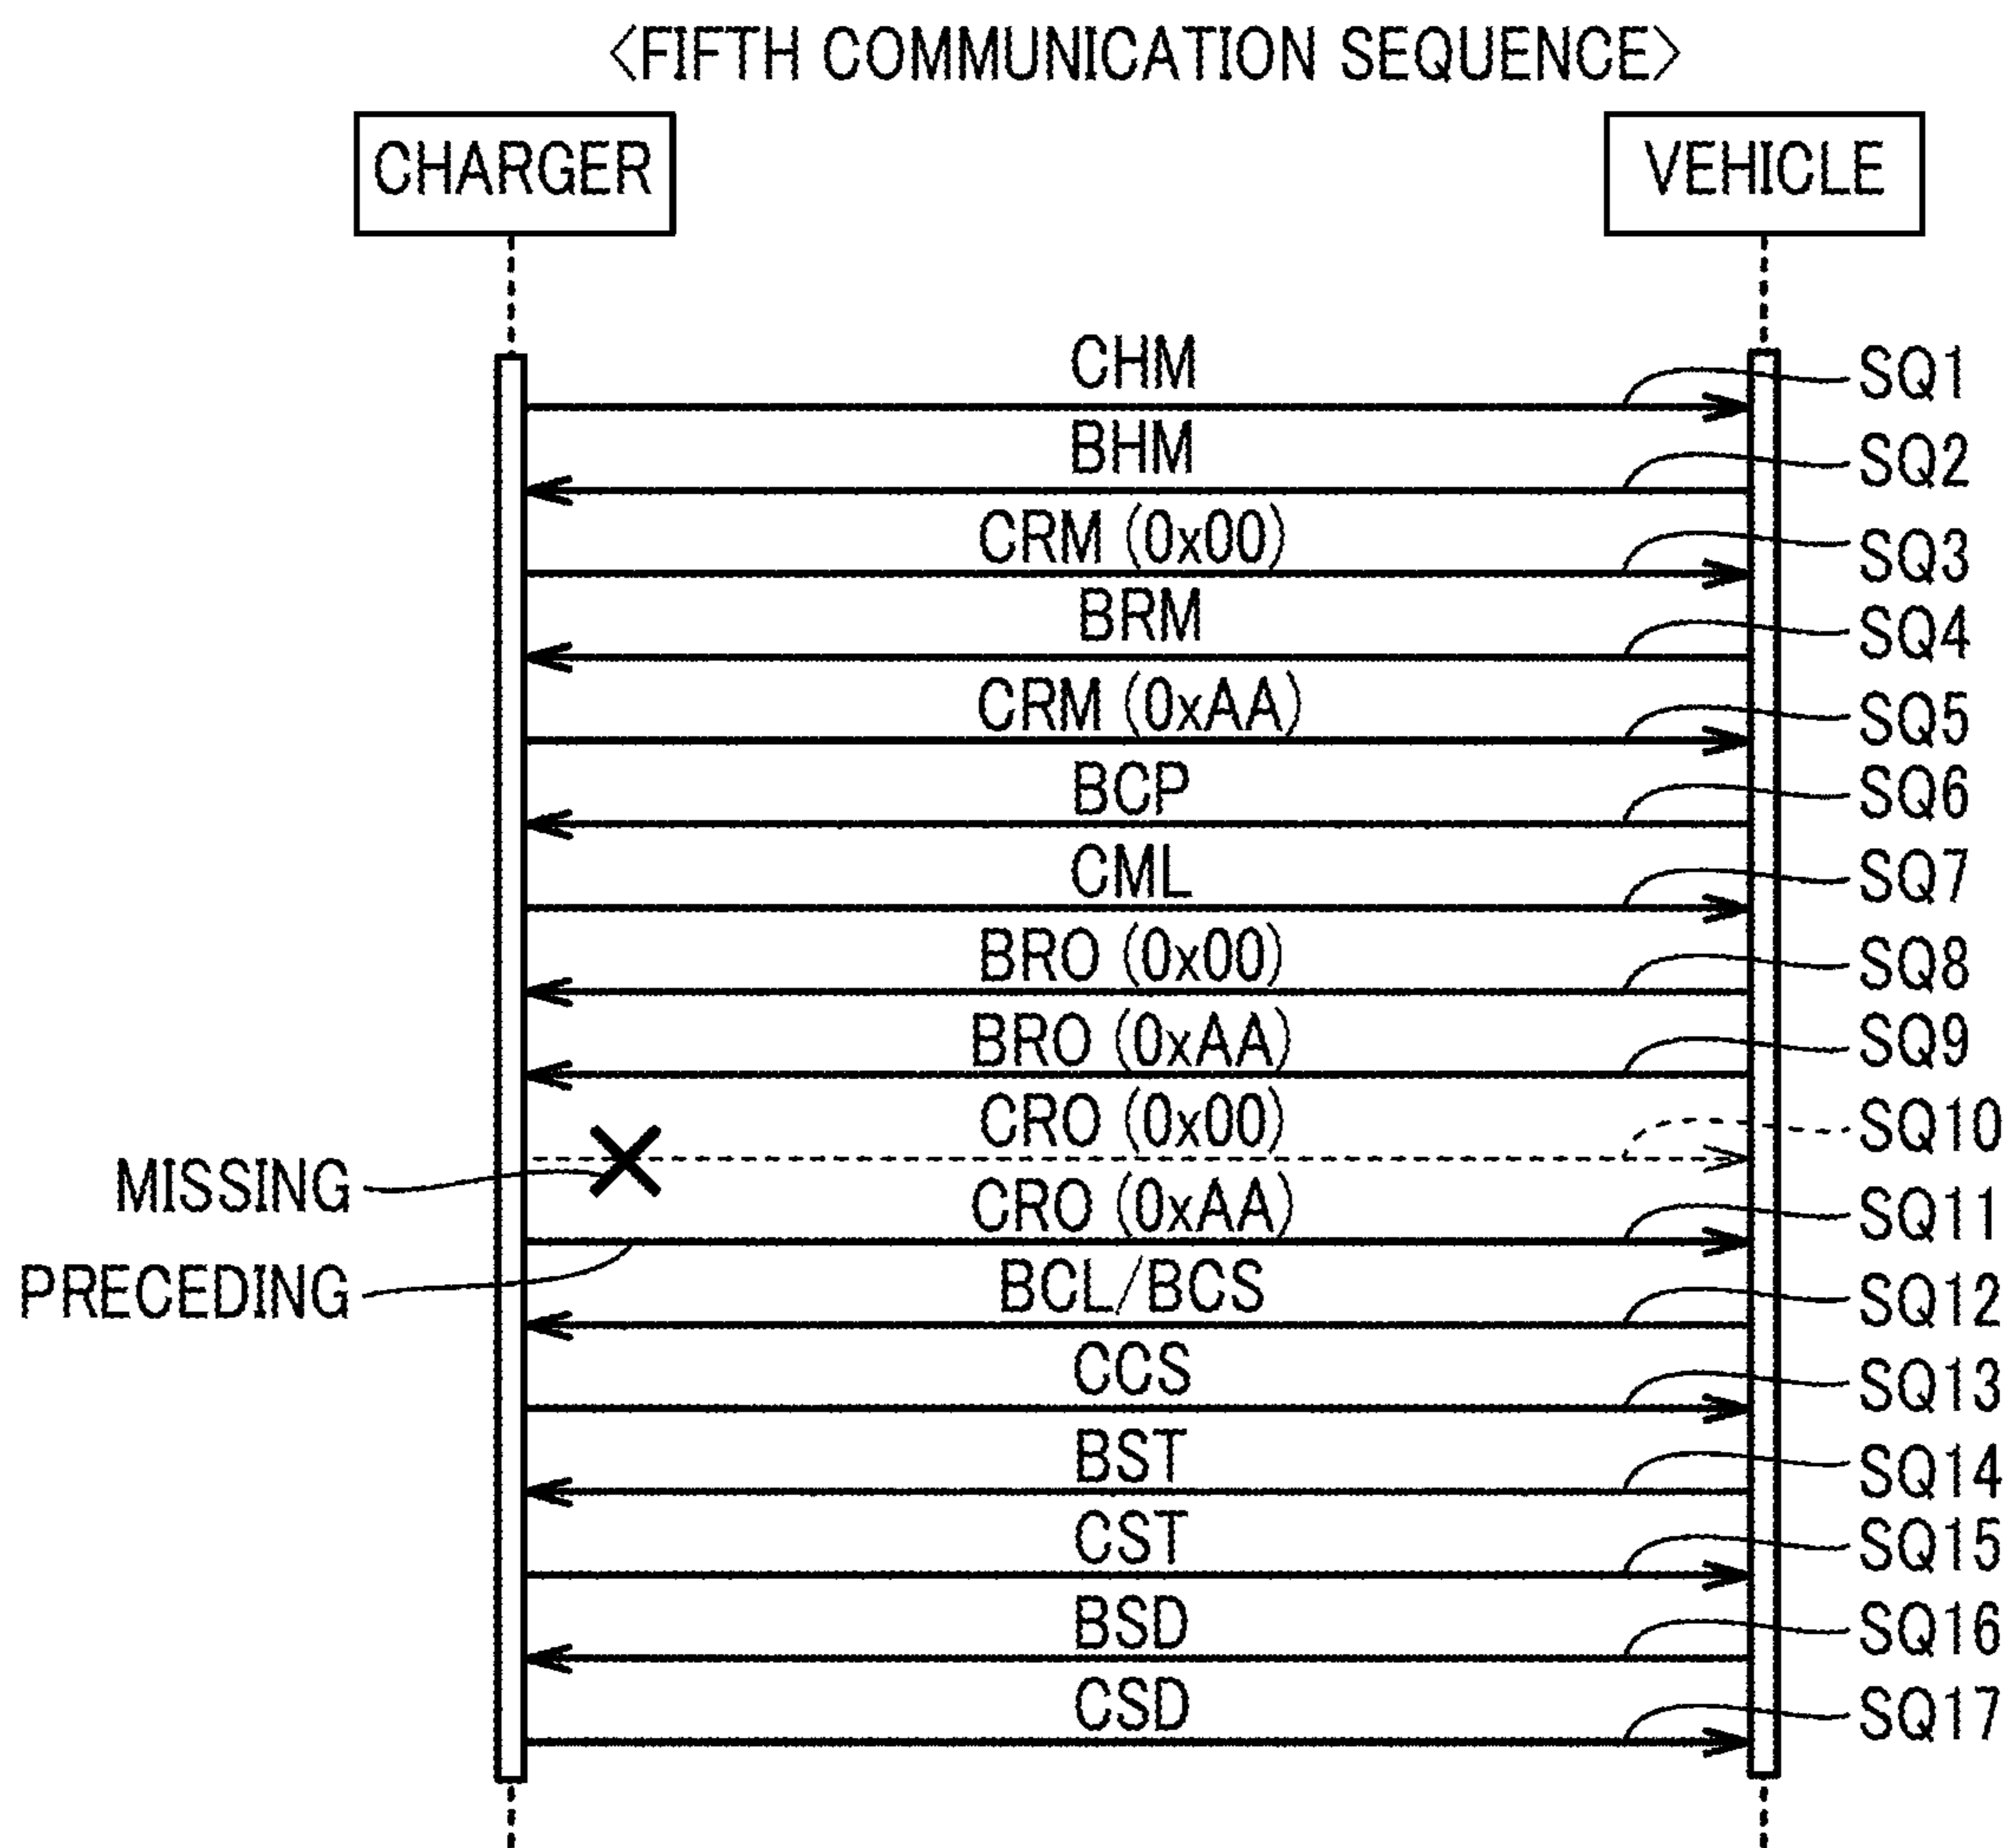 <FIFTH COMMUNICATION SEQUENCE>
CHARGER
VEHICLE
CHM
SQ1
BHM
SQ2
CRM (0x00)
SQ3
BRM
SQ4
CRM (0xAA)
SQ5
BCP
SQ6
CML
SQ7
BRO (0x00)
SQ8
BRO (0xAA)
SQ9
CRO (0x00)
SQ10
MISSING
CRO (0xAA)
SQ11
PRECEDING
BCL/BCS
SQ12
CCS
SQ13
BST
SQ14
CST
SQ15
BSD
SQ16
CSD
SQ17